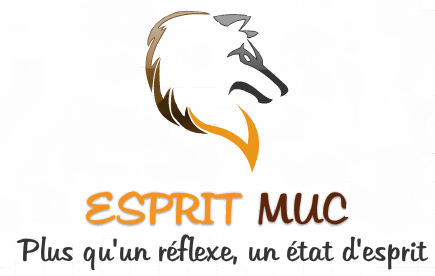 ESPRIT MUC
Plus qu'un réflexe, un état d'esprit